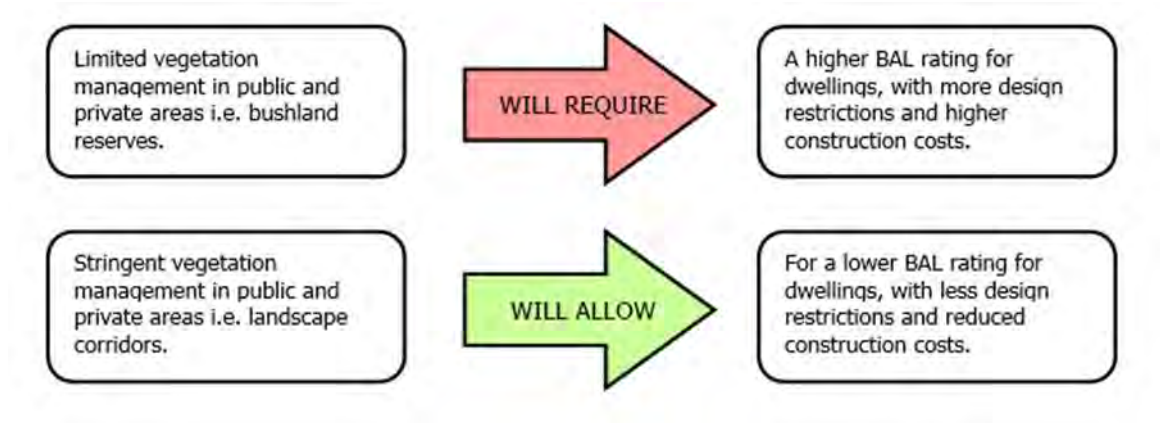 Limited vegetation
management in public and
private areas i.e. bushland
reserves.
WILL REQUIRE
A higher BAL rating for
dwellings, with more design
restrictions and higher
construction costs.
Stringent vegetation
management in public and
private areas i.e. landscape
corridors.
WILL ALLOW
For a lower BAL rating for
dwellings, with less design
restrictions and reduced
construction costs.